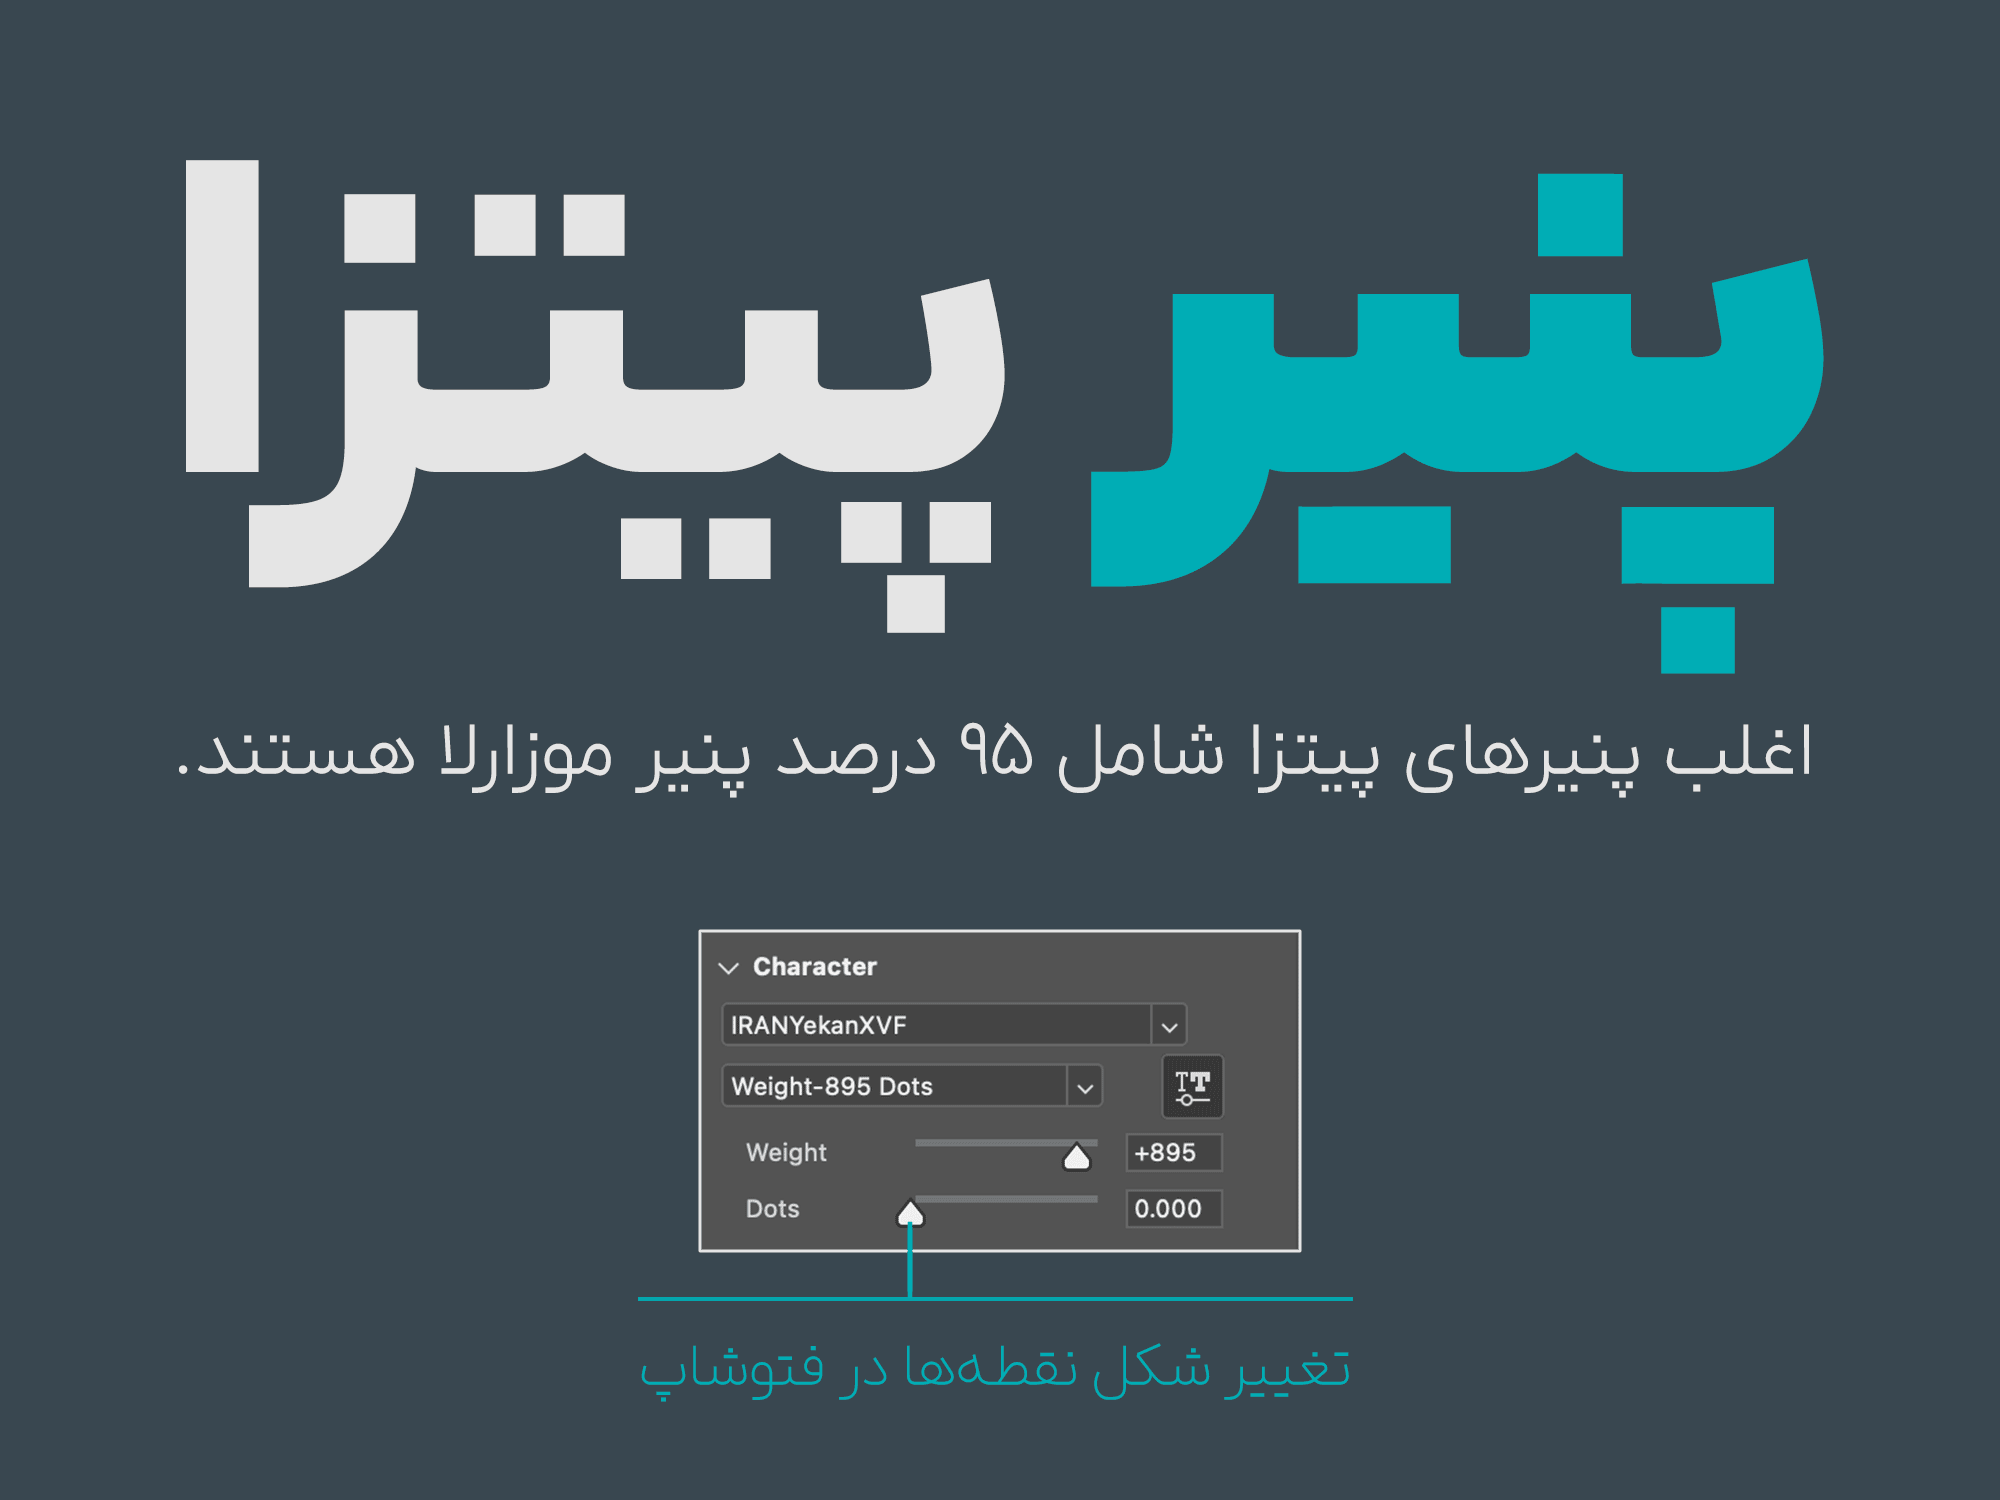 پنیر پیتزا
اغلب پنیرهای پیتزا شامل ۹۵ درصد پنیر موزارلا هستند.
Character
IRANYekanXVF
Weight-895 Dots
Weight +895
Dots 0.000
تغییر شکل نقطه‌ها در فتوشاپ